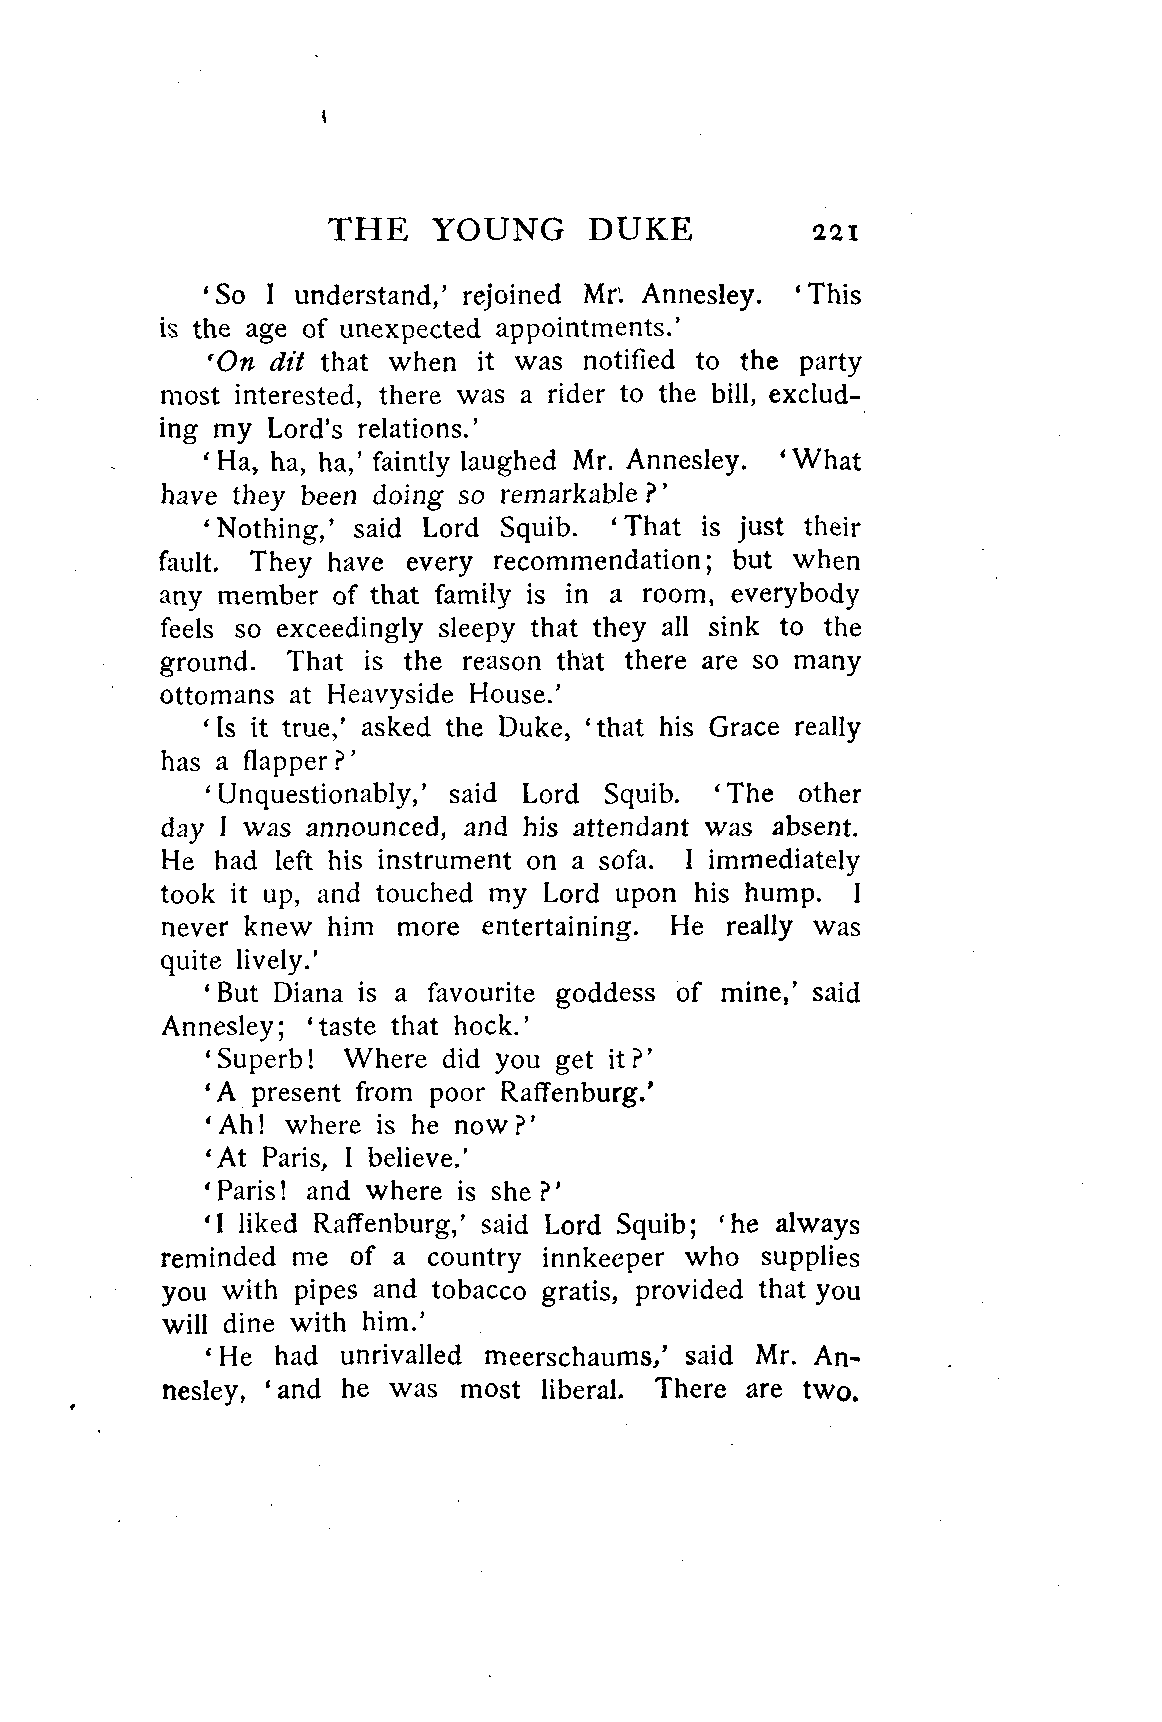 THE YOUNG DUKE 221
‘So I understand,’ rejoined Mr. Annesley. ‘This
is the age of unexpected appointments.’
‘On dit that when it was notified to the party
most interested, there was a rider to the bill, exclud-
ing my Lord's relations.’
‘Ha, ha, ha,’ faintly laughed Mr. Annesley. ‘What
have they been doing so remarkable?’
‘Nothing,’ said Lord Squib. ‘That is just their
fault. They have every recommendation; but when
any member of that family is in a room, everybody
feels so exceedingly sleepy that they all sink to the
ground. That is the reason that there are so many
ottomans at Heavyside House.’
‘Is it true,’ asked the Duke, ‘that his Grace really
has a flapper?’
‘Unquestionably,’ said Lord Squib. ‘The other
day I was announced, and his attendant was absent.
He had left his instrument on a sofa. I immediately
took it up, and touched my Lord upon his hump. I
never knew him more entertaining. He really was
quite lively.’
‘But Diana is a favourite goddess of mine,’ said
Annesley; ‘taste that hock.’
‘Superb! Where did you get it?’
‘A present from poor Raffenburg.’
‘Ah! where is he now?’
‘At Paris, I believe.’
‘Paris! and where is she?’
‘I liked Raffenburg,’ said Lord Squib; ‘he always
reminded me of a country innkeeper who supplies
you with pipes and tobacco gratis, provided that you
will dine with him.’
‘He had unrivalled meerschaums,’ said Mr. An-
nesley, ‘and he was most liberal. There are two.